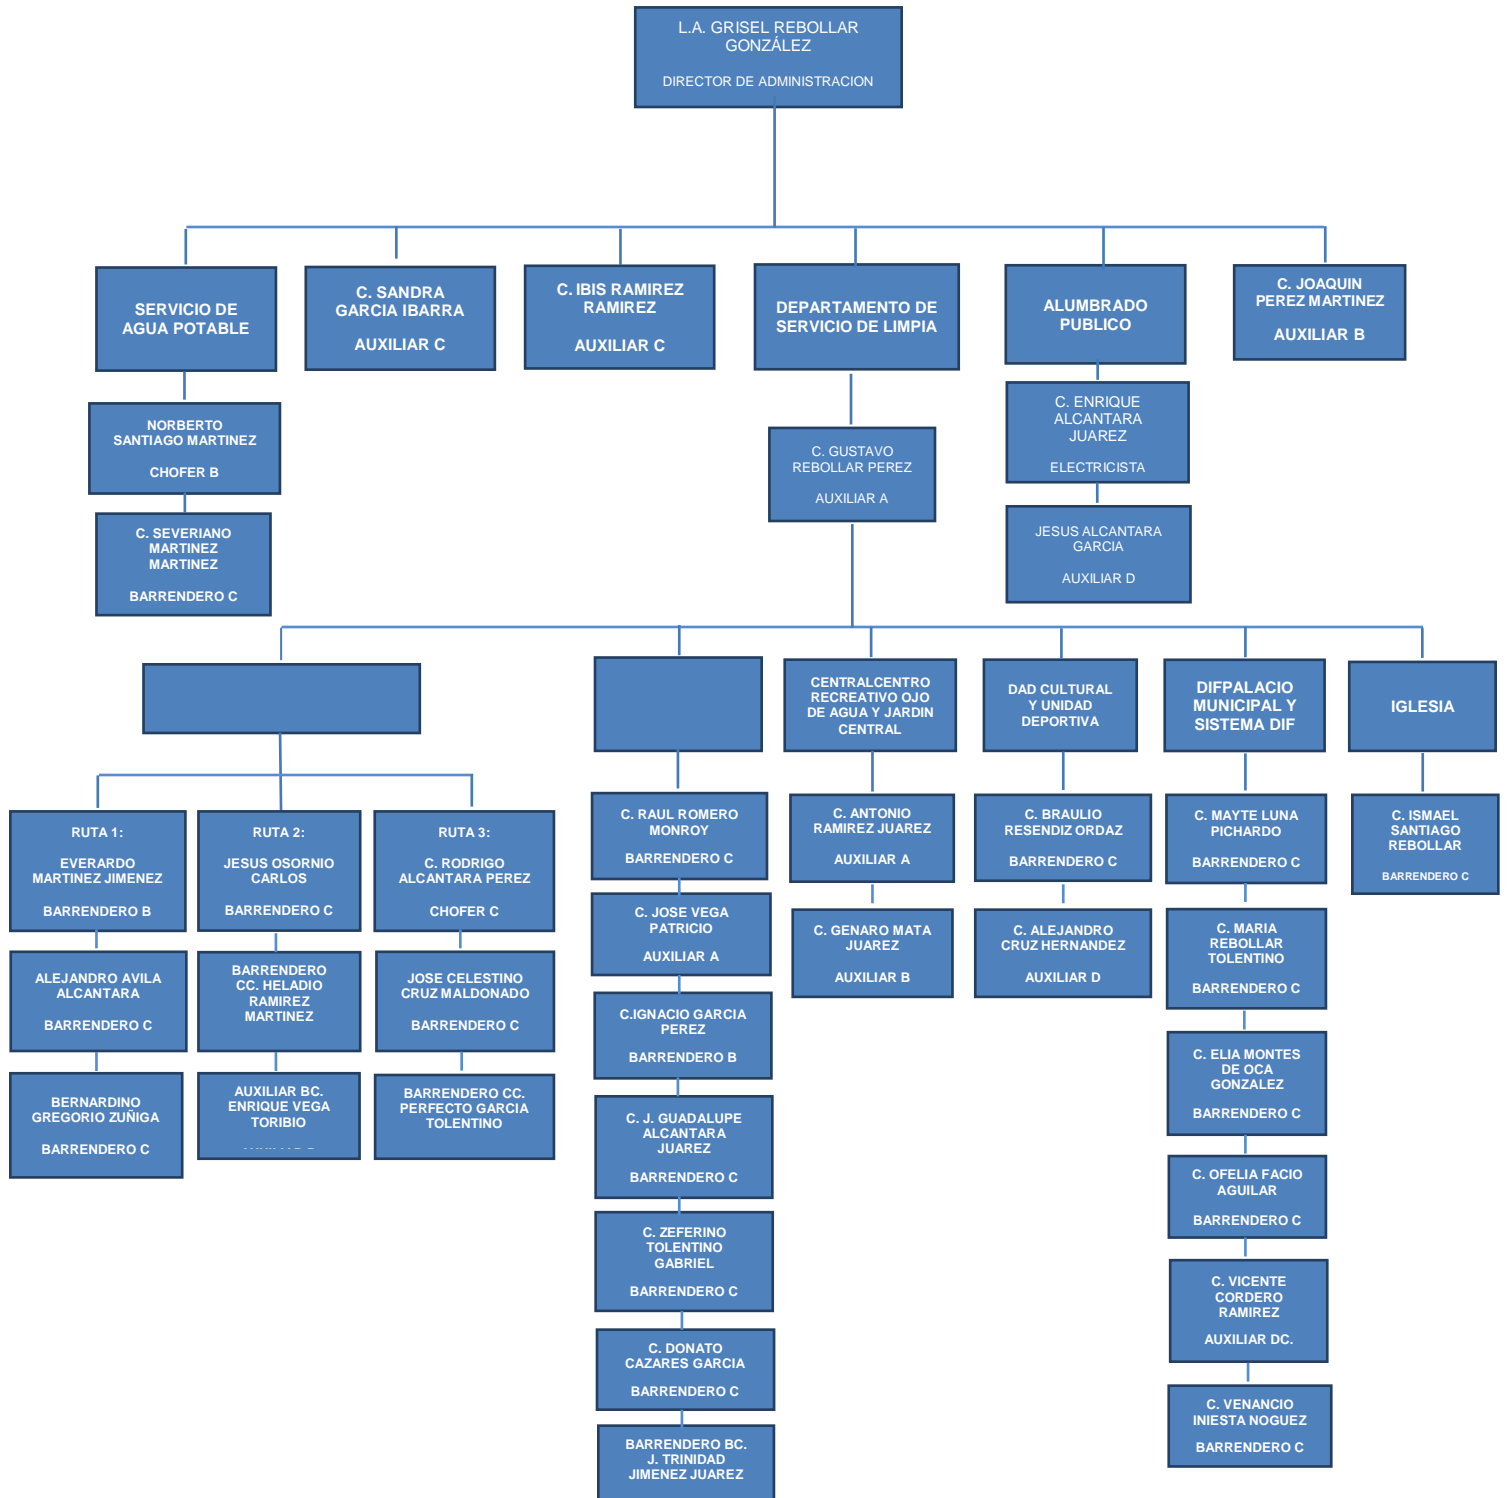 L.A. GRISEL REBOLLAR
GONZÁLEZ
DIRECTOR DE ADMINISTRACION
SERVICIO DE
AGUA POTABLE
C. SANDRA
GARCIA IBARRA
AUXILIAR C
C. IBIS RAMIREZ
RAMIREZ
AUXILIAR C
DEPARTAMENTO DE
SERVICIO DE LIMPIA
ALUMBRADO
PUBLICO
C. JOAQUIN
PEREZ MARTINEZ
AUXILIAR B
NORBERTO
SANTIAGO MARTINEZ
CHOFER B
C. SEVERIANO
MARTINEZ
MARTINEZ
BARRENDERO C
C. GUSTAVO
REBOLLAR PEREZ
AUXILIAR A
C. ENRIQUE
ALCANTARA
JUAREZ
ELECTRICISTA
JESUS ALCANTARA
GARCIA
AUXILIAR D
CENTRALCENTRO
RECREATIVO OJO
DE AGUA Y JARDIN
CENTRAL
DAD CULTURAL
Y UNIDAD
DEPORTIVA
DIFPALACIO
MUNICIPAL Y
SISTEMA DIF
IGLESIA
RUTA 1:
EVERARDO
MARTINEZ JIMENEZ
BARRENDERO B
RUTA 2:
JESUS OSORNIO
CARLOS
BARRENDERO C
RUTA 3:
C. RODRIGO
ALCANTARA PEREZ
CHOFER C
ALEJANDRO AVILA
ALCANTARA
BARRENDERO C
BARRENDERO
CC. HELADIO
RAMIREZ
MARTINEZ
JOSE CELESTINO
CRUZ MALDONADO
BARRENDERO C
BERNARDINO
GREGORIO ZUÑIGA
BARRENDERO C
AUXILIAR BC.
ENRIQUE VEGA
TORIBIO
BARRENDERO CC.
PERFECTO GARCIA
TOLENTINO
C. RAUL ROMERO
MONROY
BARRENDERO C
C. JOSE VEGA
PATRICIO
AUXILIAR A
C.IGNACIO GARCIA
PEREZ
BARRENDERO B
C. J. GUADALUPE
ALCANTARA
JUAREZ
BARRENDERO C
C. ZEFERINO
TOLENTINO
GABRIEL
BARRENDERO C
C. DONATO
CAZARES GARCIA
BARRENDERO C
BARRENDERO BC.
J. TRINIDAD
JIMENEZ JUAREZ
C. ANTONIO
RAMIREZ JUAREZ
AUXILIAR A
C. GENARO MATA
JUAREZ
AUXILIAR B
C. BRAULIO
RESENDIZ ORDAZ
BARRENDERO C
C. ALEJANDRO
CRUZ HERNANDEZ
AUXILIAR D
C. MAYTE LUNA
PICHARDO
BARRENDERO C
C. MARIA
REBOLLAR
TOLENTINO
BARRENDERO C
C. ELIA MONTES
DE OCA
GONZALEZ
BARRENDERO C
C. OFELIA FACIO
AGUILAR
BARRENDERO C
C. VICENTE
CORDERO
RAMIREZ
AUXILIAR DC.
C. VENANCIO
INIESTA NOGUEZ
BARRENDERO C
C. ISMAEL
SANTIAGO
REBOLLAR
BARRENDERO C